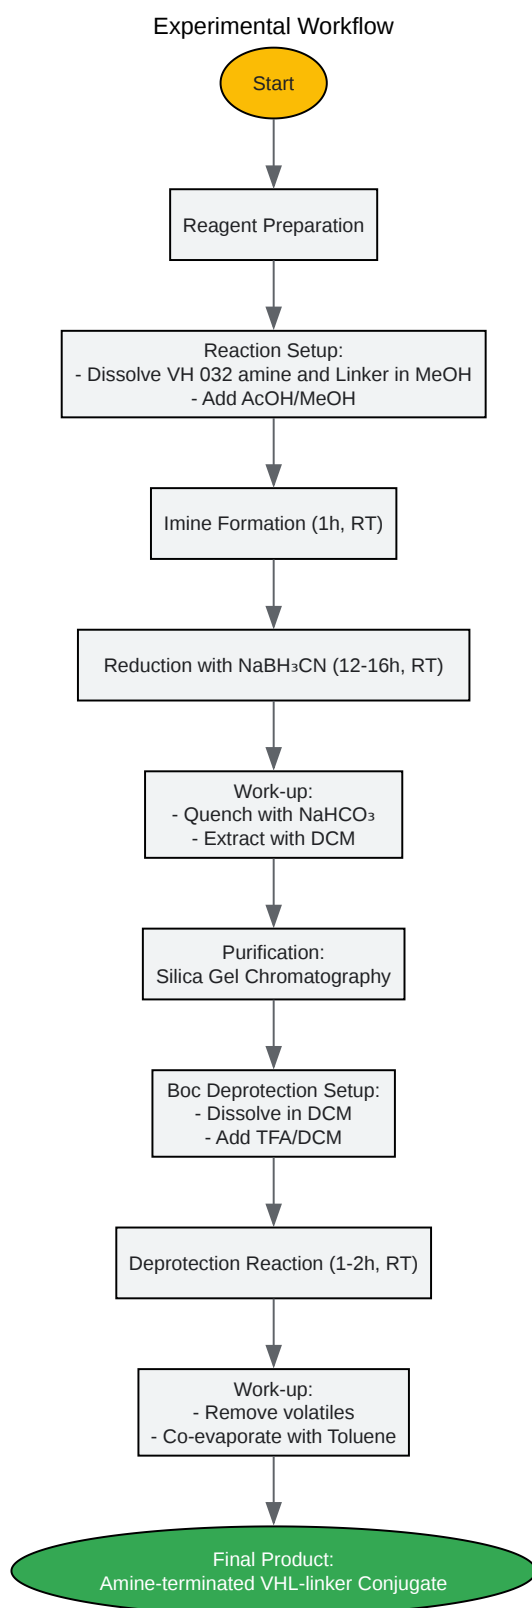 Experimental Workflow
Start
Reagent Preparation
Reaction Setup:
- Dissolve VH 032 amine and Linker in MeOH
- Add AcOH/MeOH
Imine Formation (1h, RT)
Reduction with NaBH₃CN (12-16h, RT)
Work-up:
- Quench with NaHCO₃
- Extract with DCM
Purification:
Silica Gel Chromatography
Boc Deprotection Setup:
- Dissolve in DCM
- Add TFA/DCM
Deprotection Reaction (1-2h, RT)
Work-up:
- Remove volatiles
- Co-evaporate with Toluene
Final Product:
Amine-terminated VHL-linker Conjugate